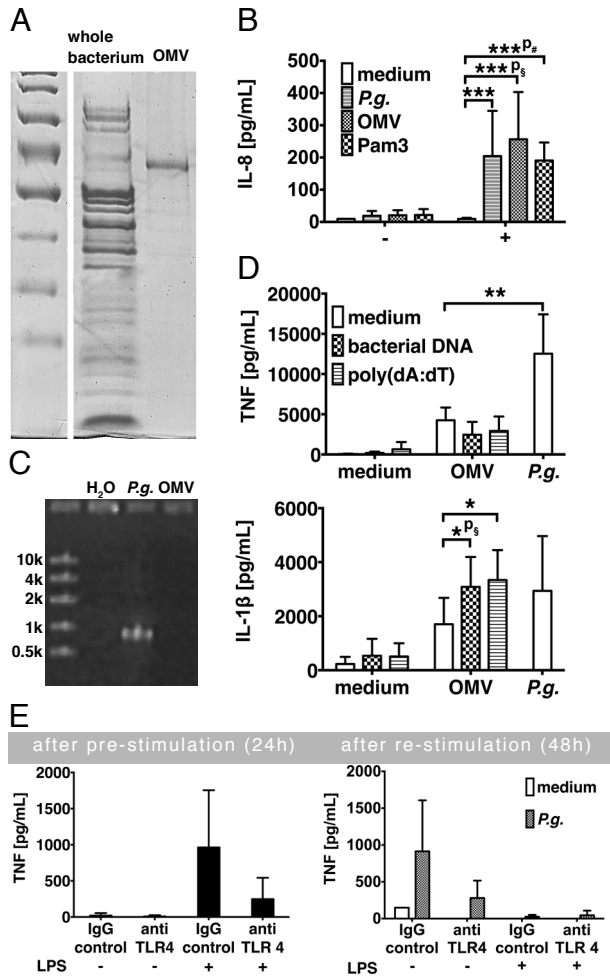 A
whole
bacterium OMV
B
IL-8 [pg/mL]
500
400
300
200
100
0
medium
P.g.
OMV
Pam3
***p#
***p§
***
-
+
C
H2O P.g. OMV
10k
4k
2k
1k
0.5k
D
TNF [pg/mL]
20000
15000
10000
5000
0
medium
bacterial DNA
poly(dA:dT)
**
medium OMV P.g.
IL-1β [pg/mL]
6000
4000
2000
0
*
*p§
medium OMV P.g.
E
after pre-stimulation (24h)
TNF [pg/mL]
2000
1500
1000
500
0
IgG anti IgG anti
control TLR4 control TLR 4
LPS - - + +
after re-stimulation (48h)
TNF [pg/mL]
2000
1500
1000
500
0
medium
P.g.
IgG anti IgG anti
control TLR4 control TLR 4
LPS - - + +